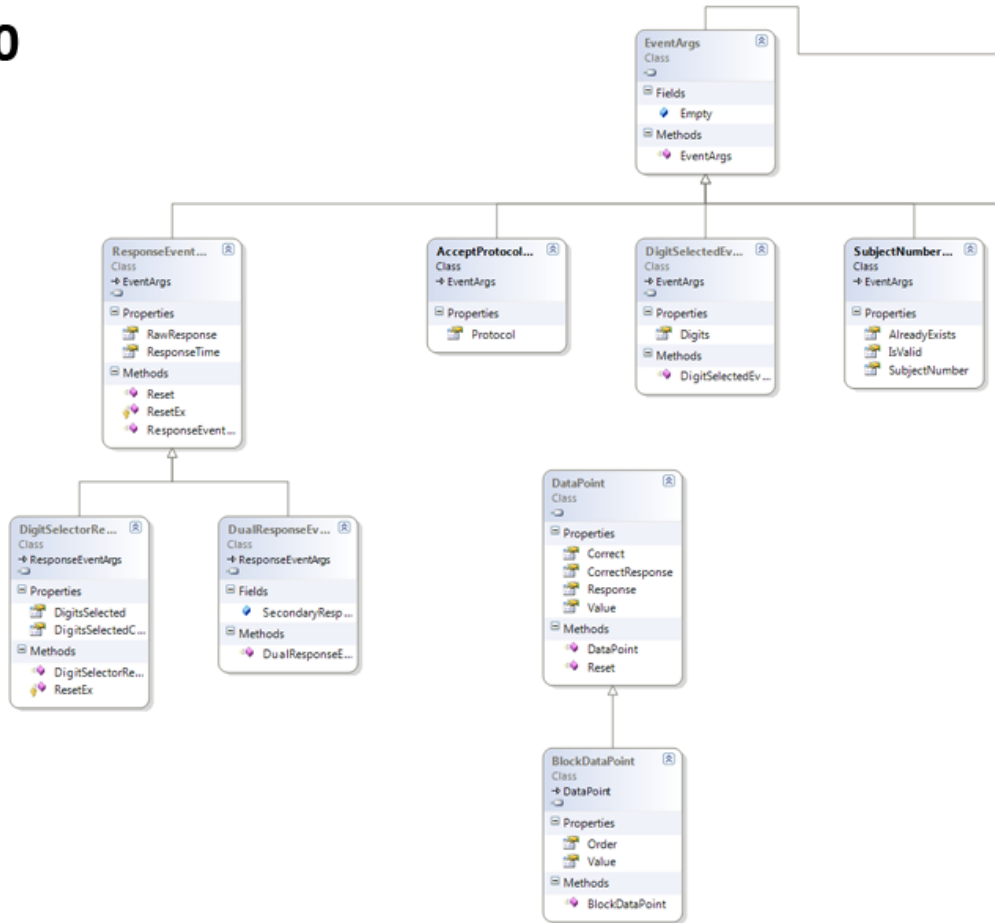 0
EventArgs
Class
Fields
Empty
Methods
EventArgs
ResponseEvent...
Class
EventArgs
Properties
RawResponse
ResponseTime
Methods
Reset
ResetEx
ResponseEvent...
AcceptProtocol...
Class
EventArgs
Properties
Protocol
DigitSelectedEv...
Class
EventArgs
Properties
Digits
Methods
DigitSelectedEv...
SubjectNumber...
Class
EventArgs
Properties
AlreadyExists
IsValid
SubjectNumber
DigitSelectorRe...
Class
ResponseEventArgs
Properties
DigitsSelected
DigitsSelectedC...
Methods
DigitSelectorRe...
ResetEx
DualResponseEv...
Class
ResponseEventArgs
Fields
SecondaryResp...
Methods
DualResponseE...
DataPoint
Class
Properties
Correct
CorrectResponse
Response
Value
Methods
DataPoint
Reset
BlockDataPoint
Class
DataPoint
Properties
Order
Value
Methods
BlockDataPoint